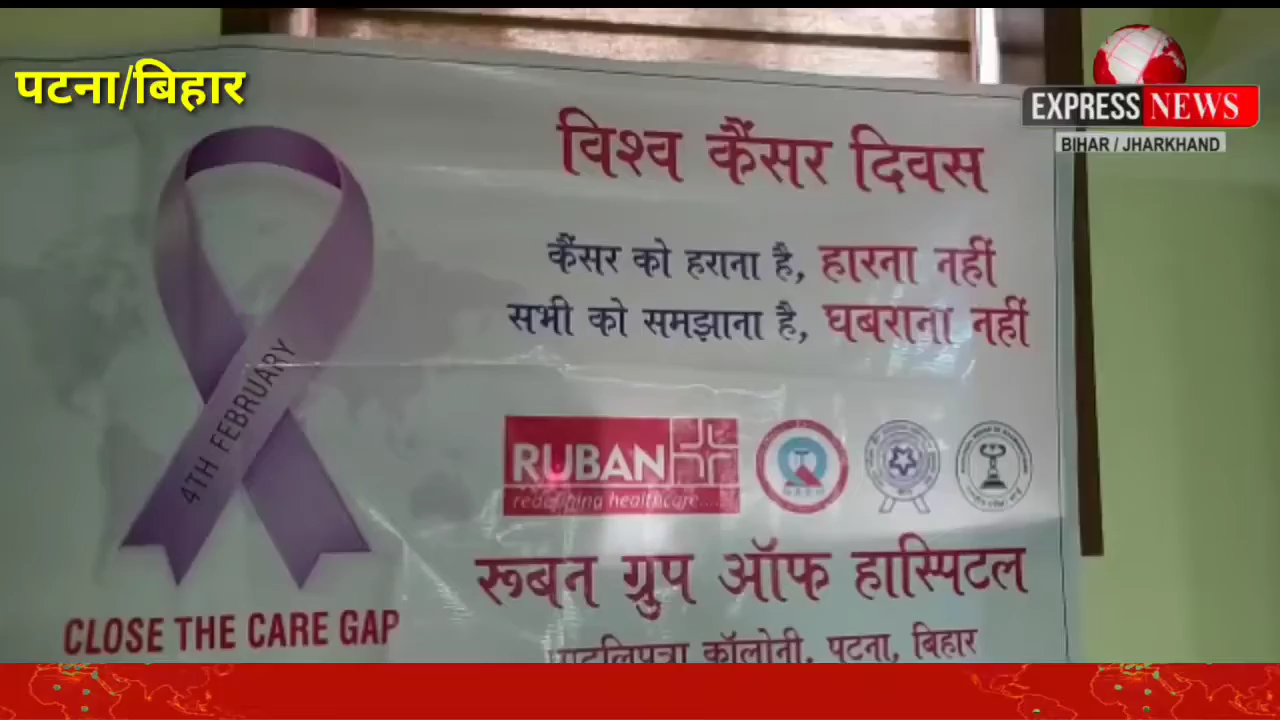 पटना/बिहार
EXPRESS NEWS
BIHAR / JHARKHAND
विश्व कैंसर दिवस
कैंसर को हराना है, हारना नहीं
सभी को समझाना है, घबराना नहीं
4TH FEBRUARY
RUBAN
redefining healthcare....
रूबन ग्रुप ऑफ हास्पिटल
CLOSE THE CARE GAP
कॉलोनी, पटना, बिहार